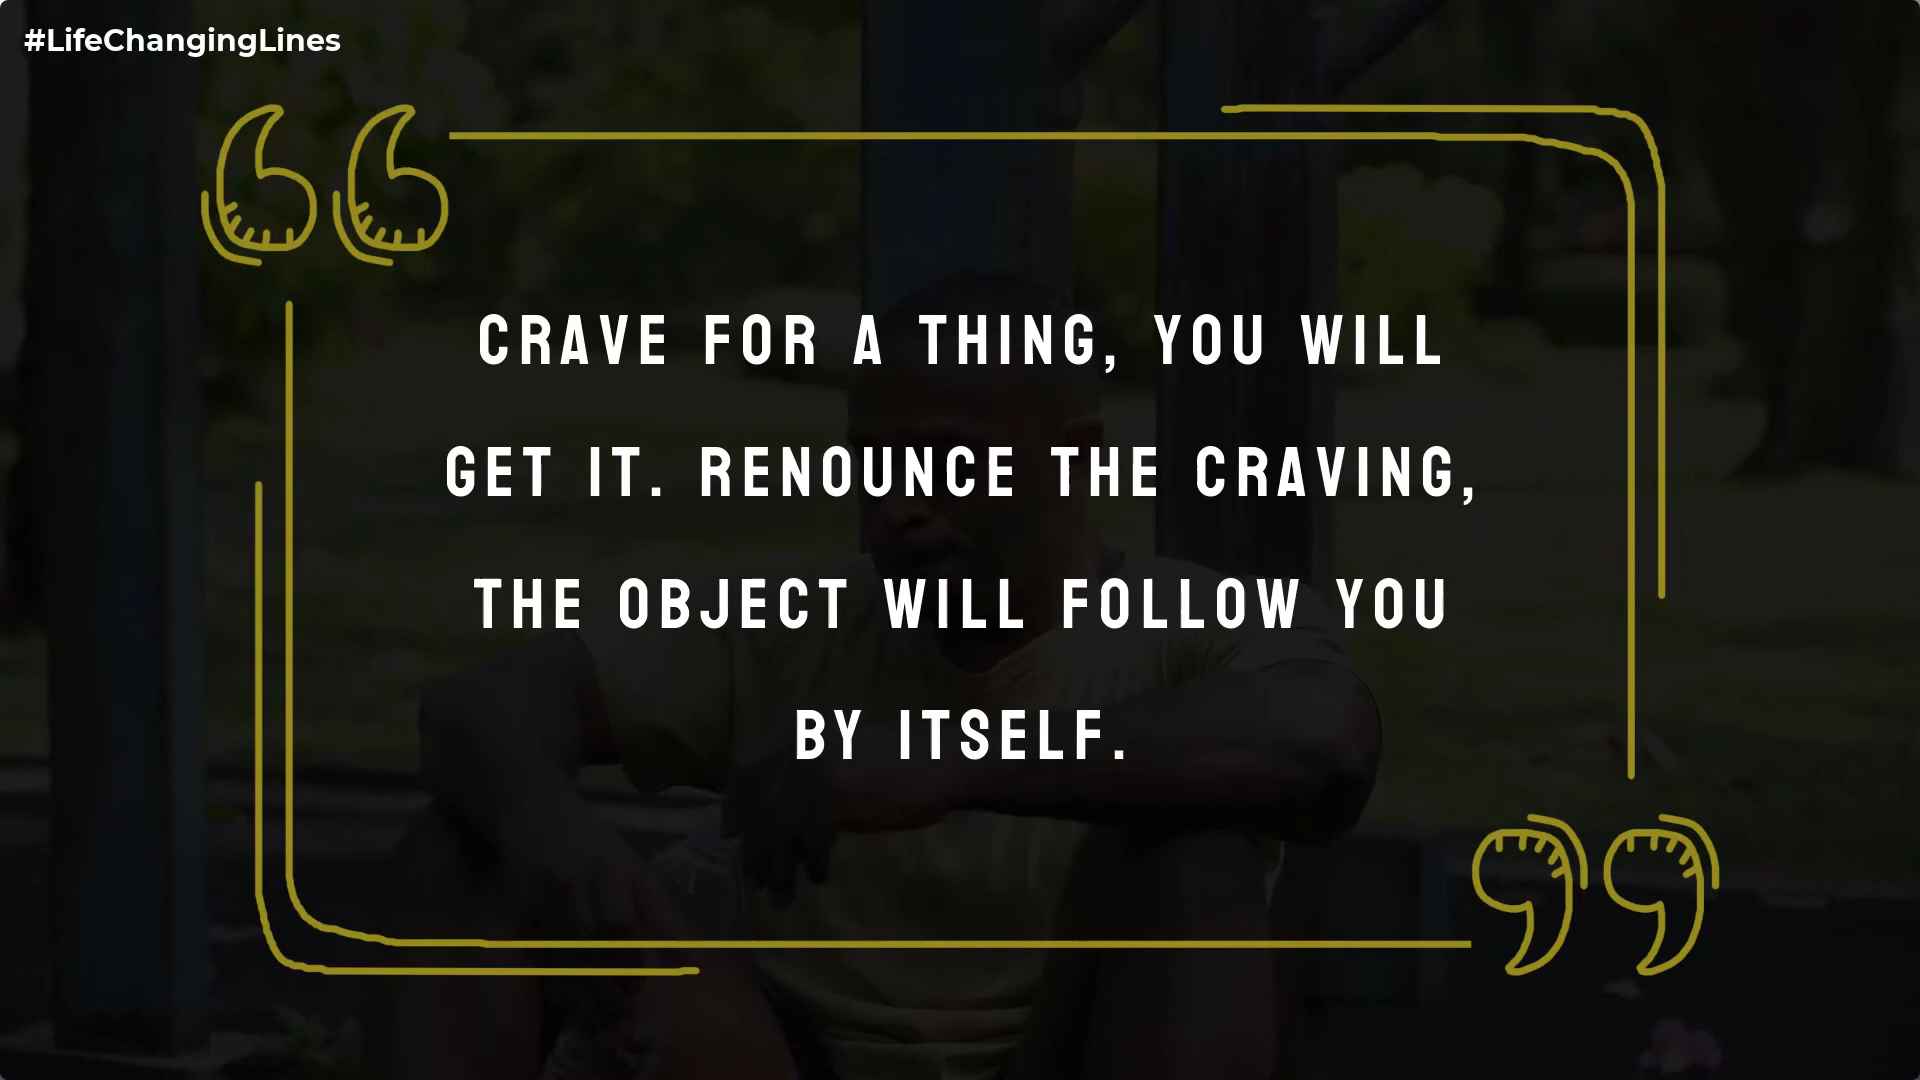 #LifeChangingLines
CRAVE FOR A THING, YOU WILL
GET IT. RENOUNCE THE CRAVING,
THE OBJECT WILL FOLLOW YOU
BY ITSELF.